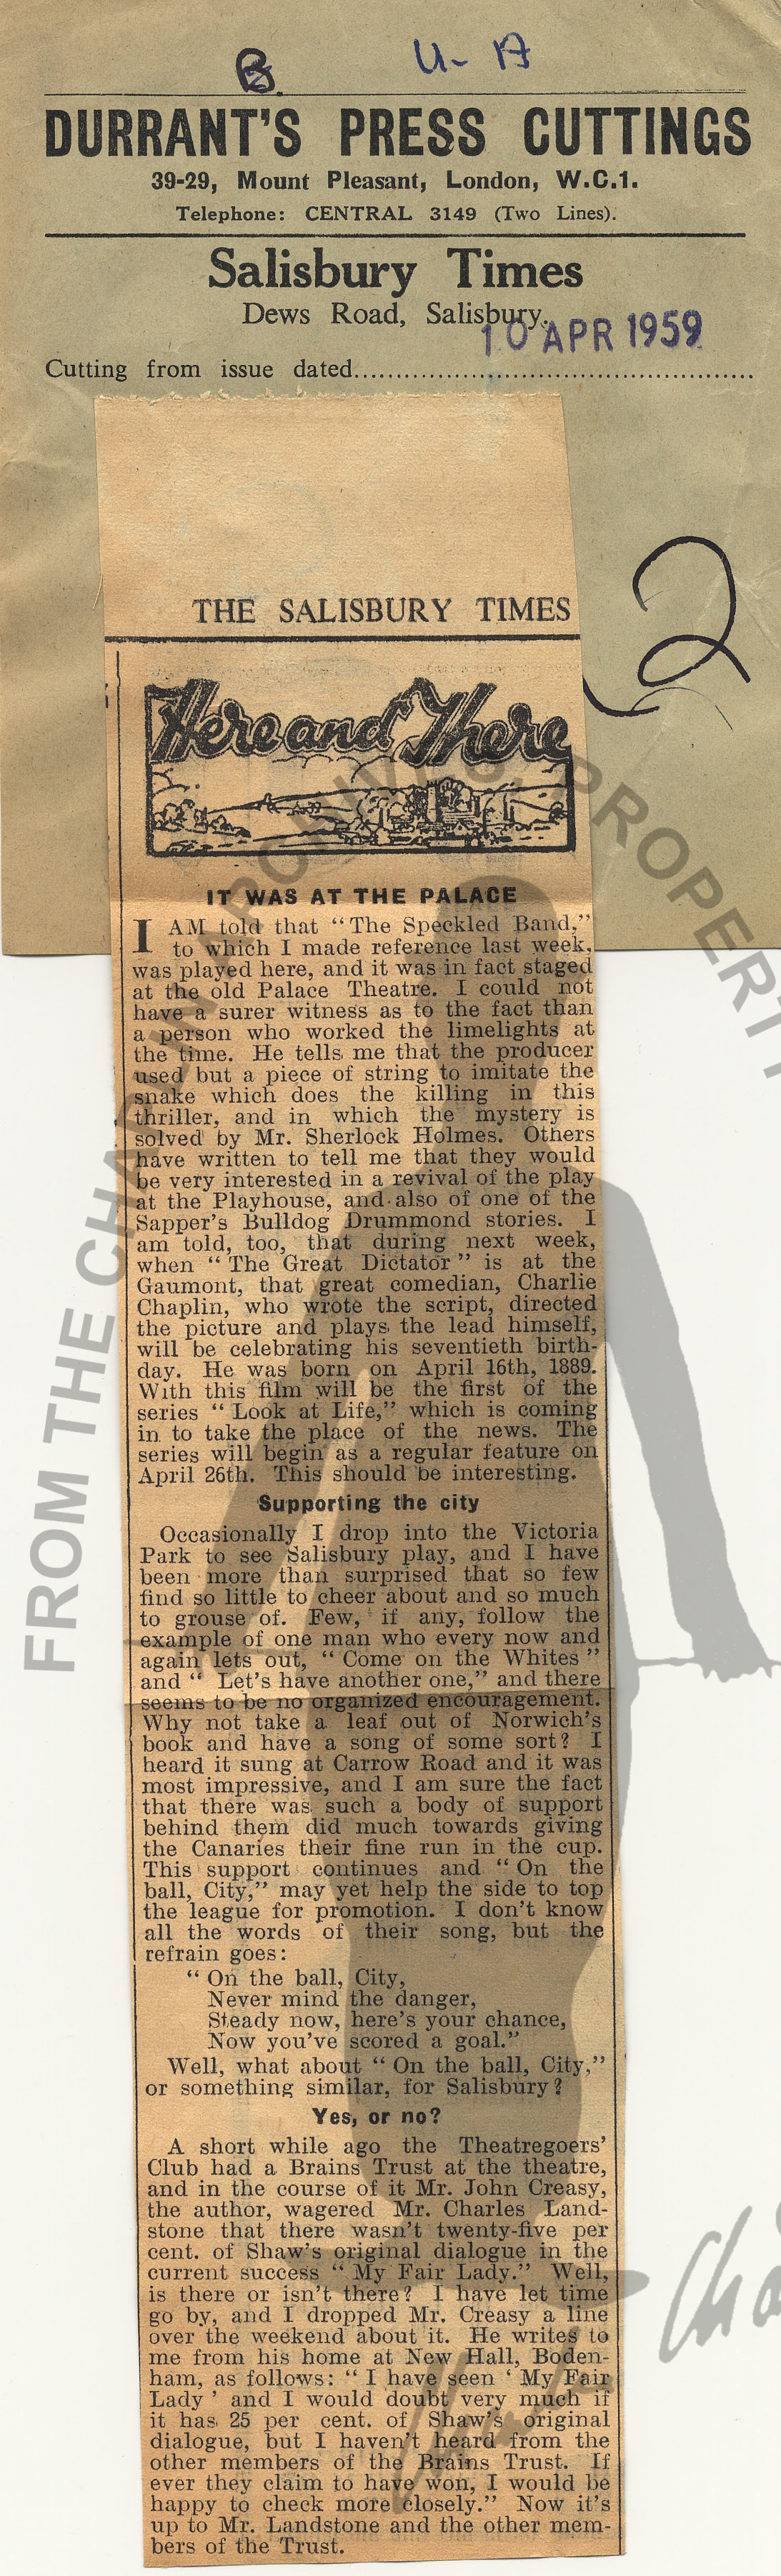 B. U- A
DURRANT'S PRESS CUTTINGS
39-29, Mount Pleasant, London, W.C.1.
Telephone: CENTRAL 3149 (Two Lines).
Salisbury Times
Dews Road, Salisbury.
10 APR 1959
Cutting from issue dated
2
THE SALISBURY TIMES
Here and There
IT WAS AT THE PALACE
I AM told that "The Speckled Band,"
to which I made reference last week,
was played here, and it was in fact staged
at the old Palace Theatre. I could not
have a surer witness as to the fact than
a person who worked the limelights at
the time. He tells me that the producer
used but a piece of string to imitate the
snake which does the killing in this
thriller, and in which the mystery is
solved by Mr. Sherlock Holmes. Others
have written to tell me that they would
be very interested in a revival of the play
at the Playhouse, and also of one of the
Sapper's Bulldog Drummond stories. I
am told, too, that during next week,
when "The Great Dictator" is at the
Gaumont, that great comedian, Charlie
Chaplin, who wrote the script, directed
the picture and plays the lead himself,
will be celebrating his seventieth birth-
day. He was born on April 16th, 1889.
With this film will be the first of the
series "Look at Life," which is coming
in to take the place of the news. The
series will begin as a regular feature on
April 26th. This should be interesting.
Supporting the city
Occasionally I drop into the Victoria
Park to see Salisbury play, and I have
been more than surprised that so few
find so little to cheer about and so much
to grouse of. Few, if any, follow the
example of one man who every now and
again lets out, "Come on the Whites"
and "Let's have another one," and there
seems to be no organized encouragement.
Why not take a leaf out of Norwich's
book and have a song of some sort? I
heard it sung at Carrow Road and it was
most impressive, and I am sure the fact
that there was such a body of support
behind them did much towards giving
the Canaries their fine run in the cup.
This support continues and "On the
ball, City," may yet help the side to top
the league for promotion. I don't know
all the words of their song, but the
refrain goes:
"On the ball, City,
Never mind the danger,
Steady now, here's your chance,
Now you've scored a goal."
Well, what about "On the ball, City,"
or something similar, for Salisbury?
Yes, or no?
A short while ago the Theatregoers'
Club had a Brains Trust at the theatre,
and in the course of it Mr. John Creasy,
the author, wagered Mr. Charles Land-
stone that there wasn't twenty-five per
cent. of Shaw's original dialogue in the
current success "My Fair Lady." Well,
is there or isn't there? I have let time
go by, and I dropped Mr. Creasy a line
over the weekend about it. He writes to
me from his home at New Hall, Boden-
ham, as follows: "I have seen 'My Fair
Lady' and I would doubt very much if
it has 25 per cent. of Shaw's original
dialogue, but I haven't heard from the
other members of the Brains Trust. If
ever they claim to have won, I would be
happy to check more closely." Now it's
up to Mr. Landstone and the other mem-
bers of the Trust.
FROM THE CHAPLIN ARCHIVES, PROPERTY